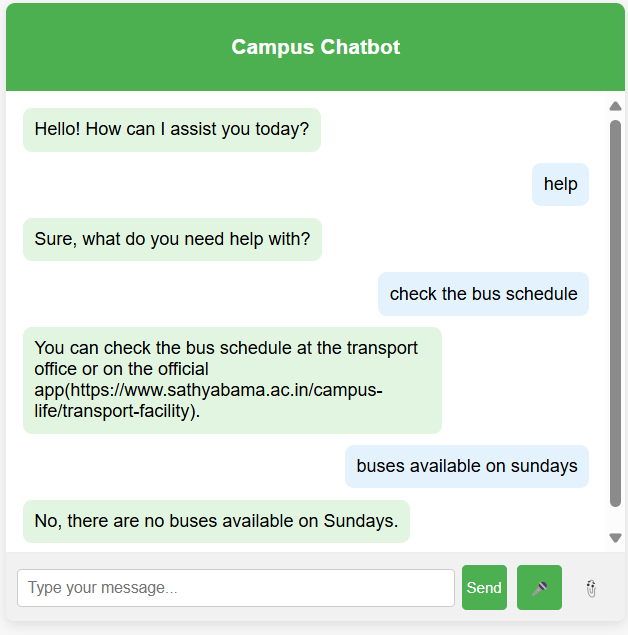 Campus Chatbot
Hello! How can I assist you today?
help
Sure, what do you need help with?
check the bus schedule
You can check the bus schedule at the transport
office or on the official
app(https://www.sathyabama.ac.in/campus-
life/transport-facility).
buses available on sundays
No, there are no buses available on Sundays.
Type your message...
Send